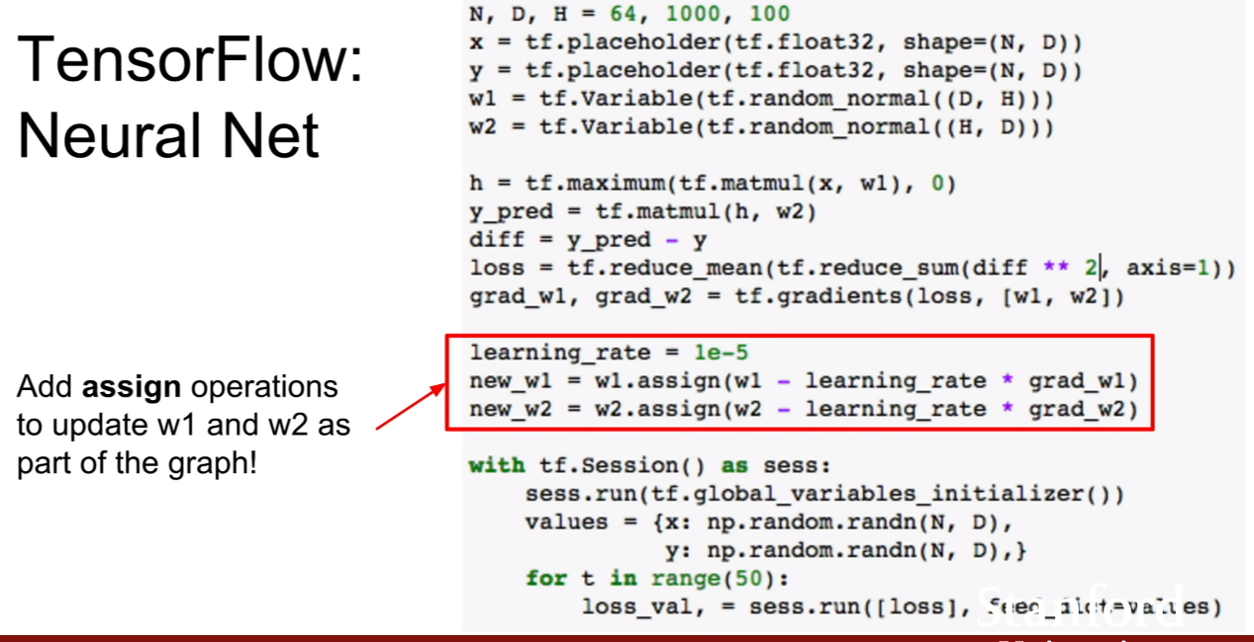 TensorFlow:
Neural Net
Add assign operations
to update w1 and w2 as
part of the graph!
N, D, H = 64, 1000, 100
x = tf.placeholder(tf.float32, shape=(N, D))
y = tf.placeholder(tf.float32, shape=(N, D))
w1 = tf.Variable(tf.random_normal((D, H)))
w2 = tf.Variable(tf.random_normal((H, D)))
h = tf.maximum(tf.matmul(x, w1), 0)
y_pred = tf.matmul(h, w2)
diff = y_pred - y
loss = tf.reduce_mean(tf.reduce_sum(diff ** 2, axis=1))
grad_w1, grad_w2 = tf.gradients(loss, [w1, w2])
learning_rate = 1e-5
new_w1 = w1.assign(w1 - learning_rate * grad_w1)
new_w2 = w2.assign(w2 - learning_rate * grad_w2)
with tf.Session() as sess:
    sess.run(tf.global_variables_initializer())
    values = {x: np.random.randn(N, D),
              y: np.random.randn(N, D),}
    for t in range(50):
        loss_val, = sess.run([loss], feed_dict=values)
Stanford